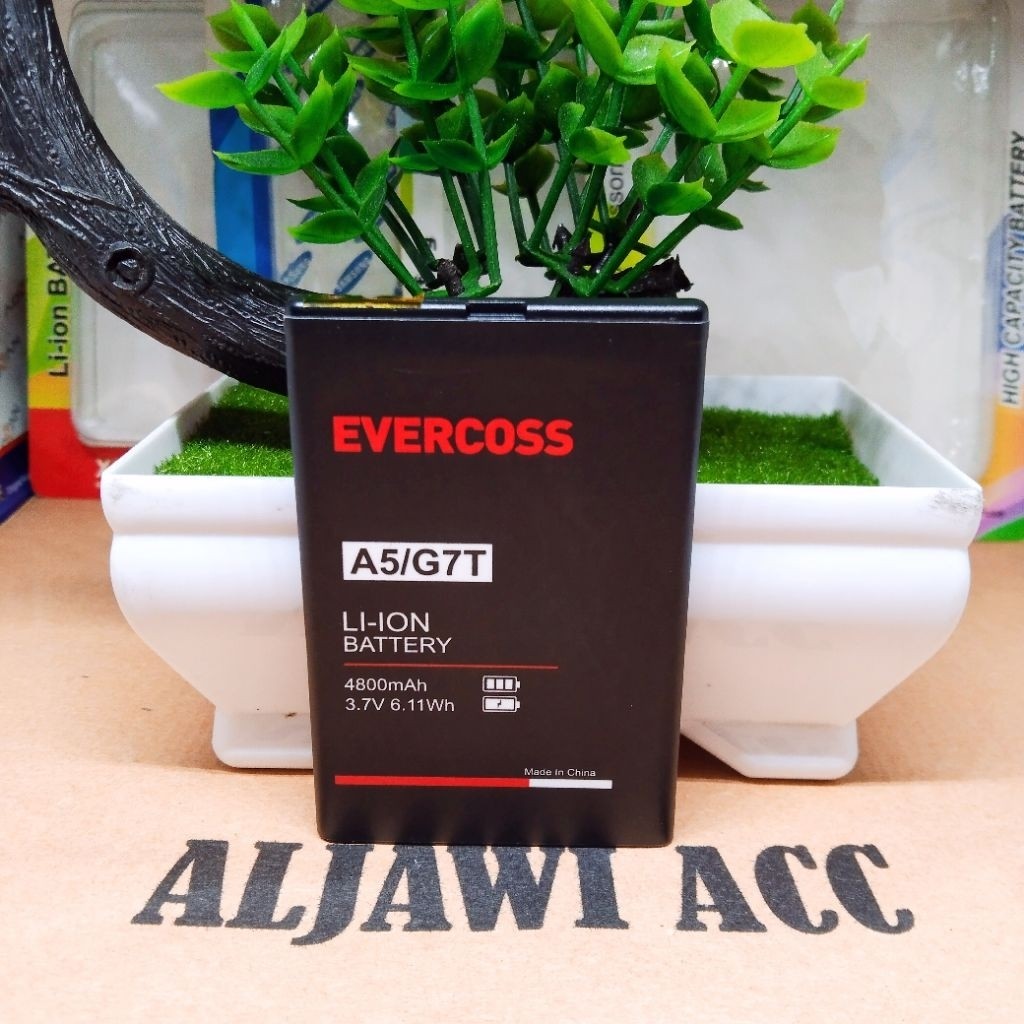 Li-ion BA
sor
HIGH CAPACITY/BATTERY
EVERCOSS
A5/G7T
LI-ION
BATTERY
4800mAh
3.7V 6.11Wh
Made In China
ALJAWI ACC